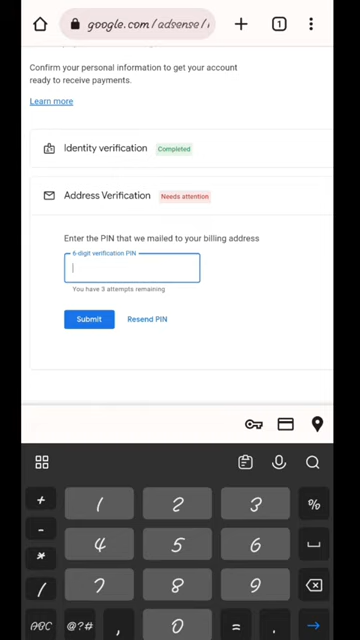 google.com/adsense/
1
Confirm your personal information to get your account
ready to receive payments.
Learn more
Identity verification
Completed
Address Verification
Needs attention
Enter the PIN that we mailed to your billing address
6-digit verification PIN
You have 3 attempts remaining
Submit
Resend PIN
+ 1 2 3 %
- 4 5 6
* 7 8 9
/
ABC @?# , 0 = .